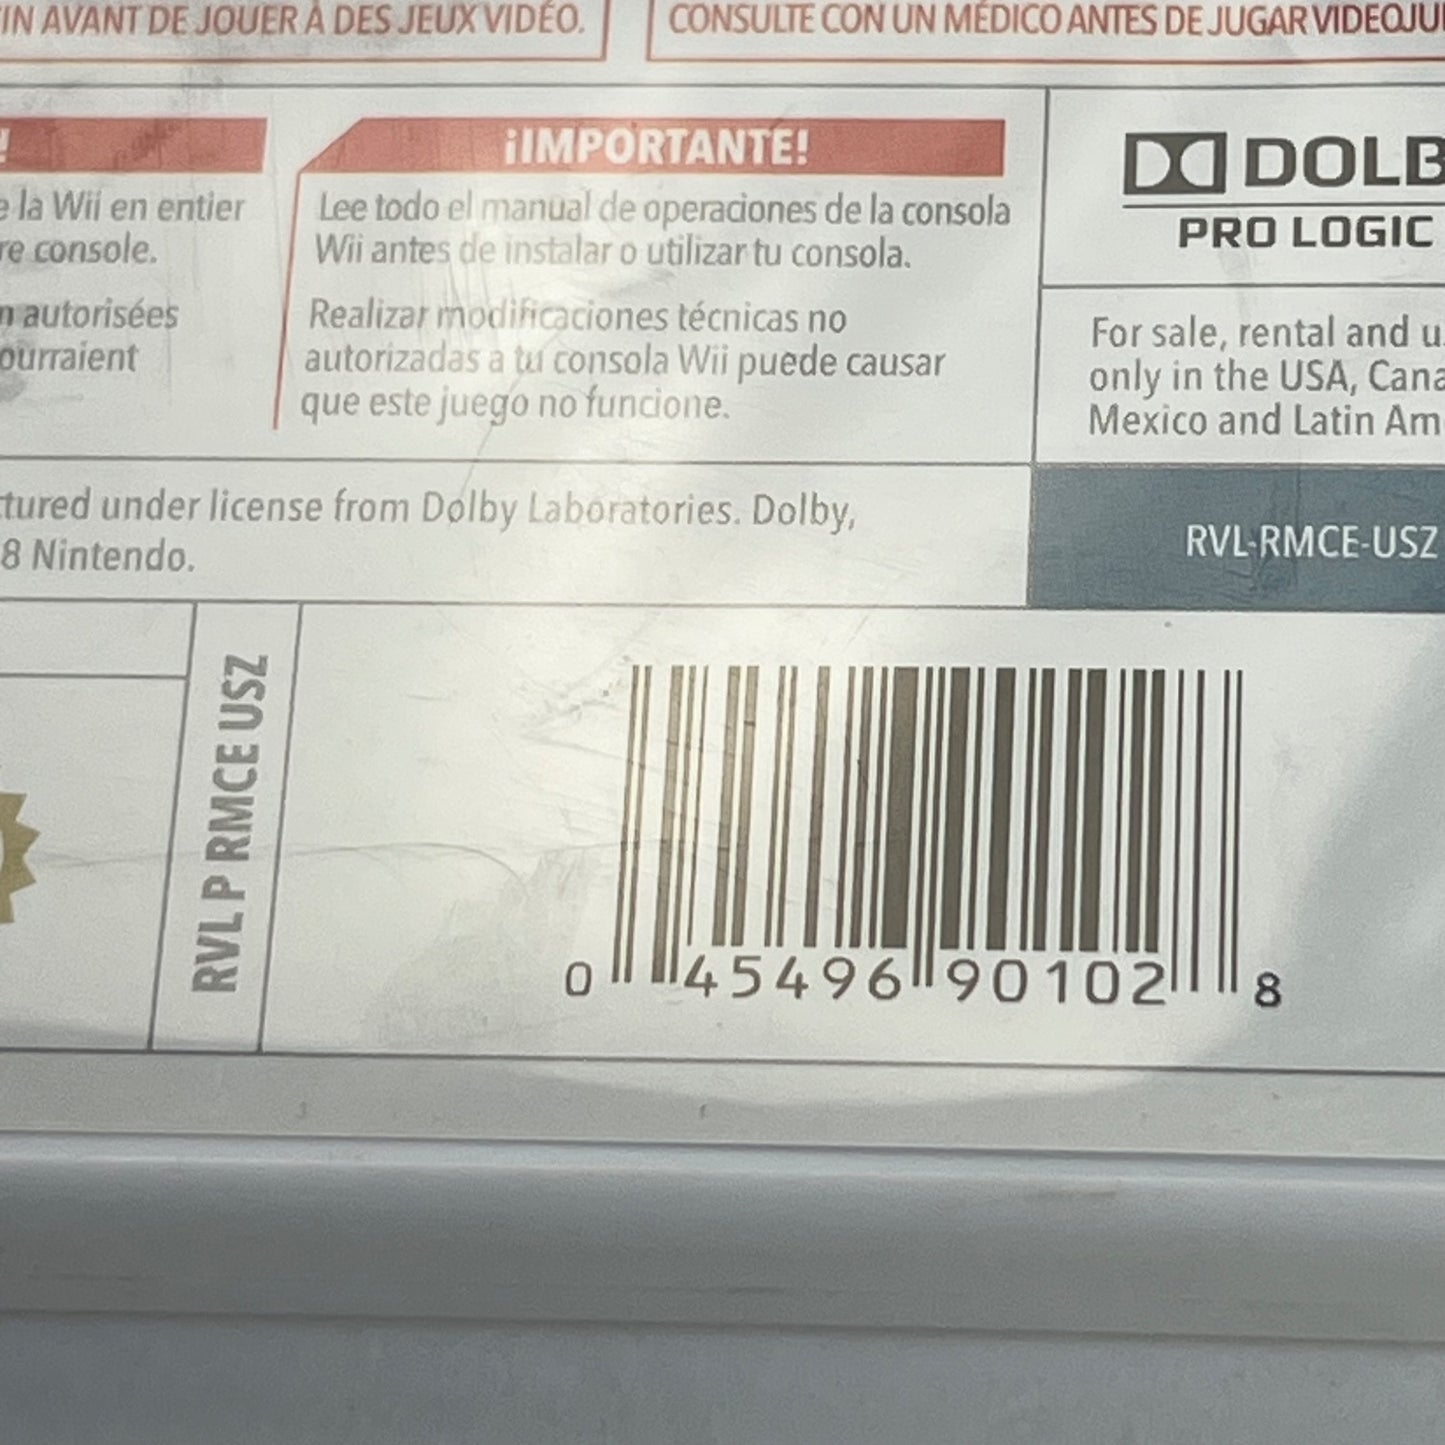 IN AVANT DE JOUER À DES JEUX VIDÉO.
CONSULTE CON UN MÉDICO ANTES DE JUGAR VIDEOJU
!
e la Wii en entier
re console.
n autorisées
ourraient
¡IMPORTANTE!
Lee todo el manual de operaciones de la consola
Wii antes de instalar o utilizar tu consola.
Realizar modificaciones técnicas no
autorizadas a tu consola Wii puede causar
que este juego no funcione.
DOLB
PRO LOGIC
For sale, rental and u
only in the USA, Cana
Mexico and Latin Am
tured under license from Dolby Laboratories. Dolby,
8 Nintendo.
RVL-RMCE-USZ
RVL P RMCE USZ
0 45496 90102 8